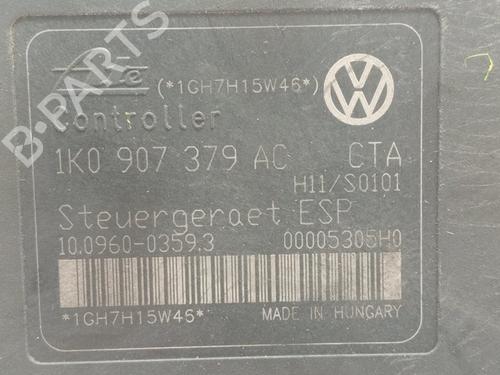 B-PARTS
Ate (*1GH7H15W46*)
Controller
1K0 907 379 AC CTA
H11/S0101
Steuergeraet ESP
10.0960-0359.3 00005305H0
*1GH7H15W46* MADE IN HUNGARY